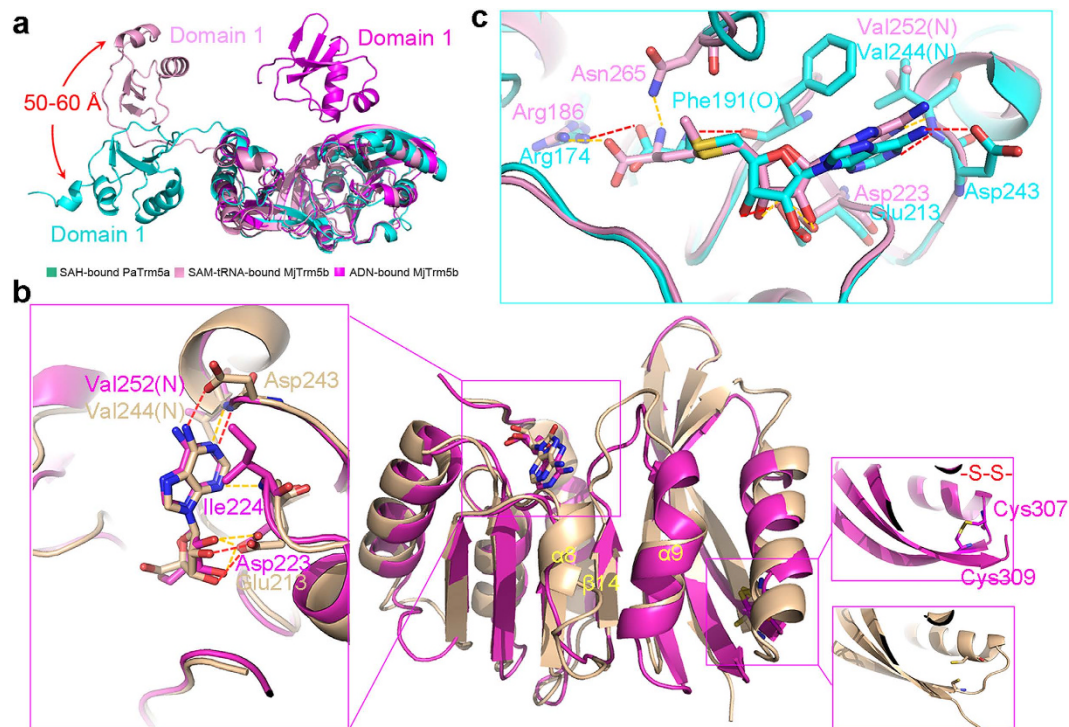 a
Domain 1
Domain 1
50-60 Å
Domain 1
SAH-bound PaTrm5a
SAM-tRNA-bound MjTrm5b
ADN-bound MjTrm5b
c
Val252(N)
Val244(N)
Asn265
Phe191(O)
Arg186
Arg174
Asp223
Glu213
Asp243
b
Val252(N)
Asp243
Val244(N)
Ile224
Asp223
Glu213
α8
β14
α9
-S-S-
Cys307
Cys309